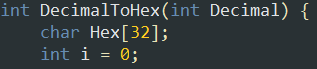 int DecimalToHex(int Decimal) {
    char Hex[32];
    int i = 0;